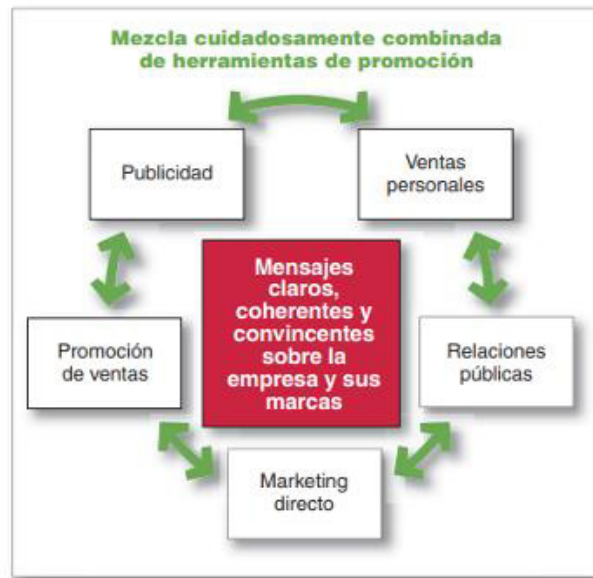 Mezcla cuidadosamente combinada
de herramientas de promoción
Publicidad
Ventas
personales
Mensajes
claros,
coherentes y
convincentes
sobre la
empresa y sus
marcas
Promoción
de ventas
Relaciones
públicas
Marketing
directo